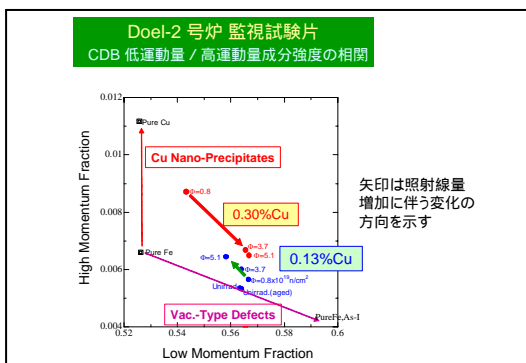 Doel-2 号炉 監視試験片
CDB 低運動量 / 高運動量成分強度の相関
0.012
Pure Cu
0.01
Cu Nano-Precipitates
Φ=0.8
0.30%Cu
矢印は照射線量
増加に伴う変化の
方向を示す
High Momentum Fraction
0.008
Φ=3.7
Φ=5.1
Pure Fe
Φ=5.1
0.13%Cu
Φ=3.7
0.006
Φ=0.8x10¹⁹n/cm²
Unirrad.
Unirrad.(aged)
Vac.-Type Defects
PureFe,As-I
0.004
0.52
0.54
0.56
0.58
0.6
Low Momentum Fraction